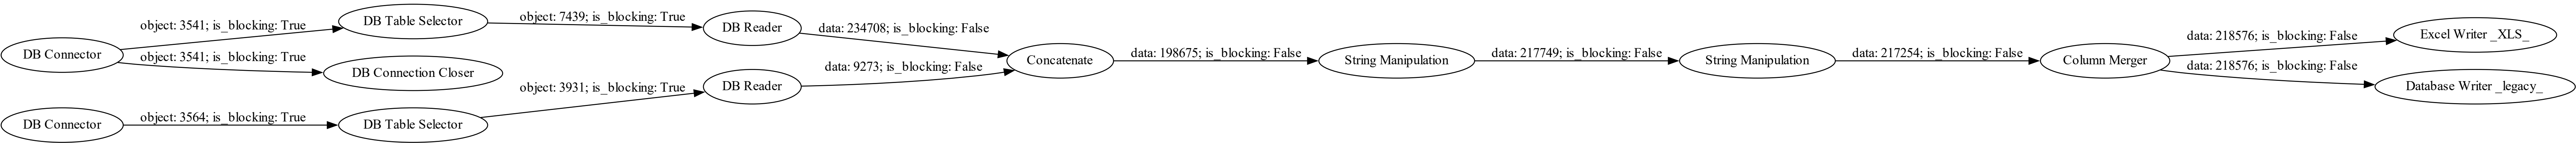 DB Connector
object: 3541; is_blocking: True
object: 3541; is_blocking: True
DB Table Selector
DB Connection Closer
object: 7439; is_blocking: True
DB Reader
data: 234708; is_blocking: False
DB Connector
object: 3564; is_blocking: True
DB Table Selector
object: 3931; is_blocking: True
DB Reader
data: 9273; is_blocking: False
Concatenate
data: 198675; is_blocking: False
String Manipulation
data: 217749; is_blocking: False
String Manipulation
data: 217254; is_blocking: False
Column Merger
data: 218576; is_blocking: False
Excel Writer _XLS_
data: 218576; is_blocking: False
Database Writer _legacy_